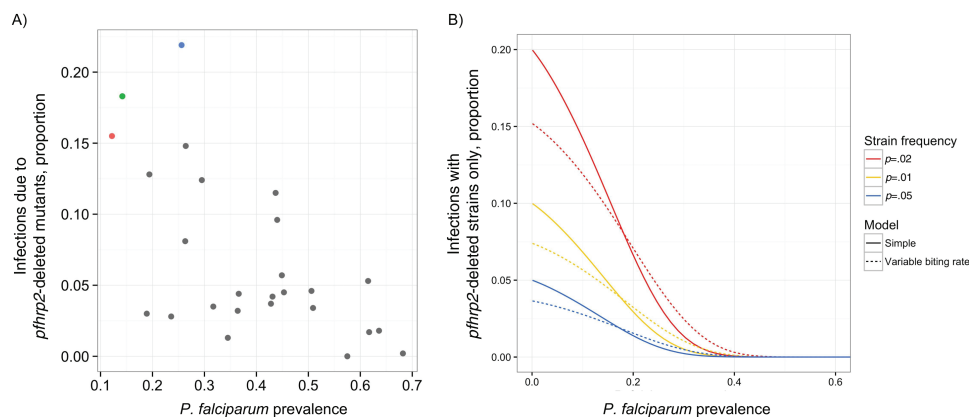 A)
Infections due to
pfhrp2-deleted mutants, proportion
0.20
0.15
0.10
0.05
0.00
0.1 0.2 0.3 0.4 0.5 0.6 0.7
P. falciparum prevalence
B)
Infections with
pfhrp2-deleted strains only, proportion
0.20
0.15
0.10
0.05
0.00
0.0 0.2 0.4 0.6
P. falciparum prevalence
Strain frequency
p=.02
p=.01
p=.05
Model
Simple
Variable biting rate